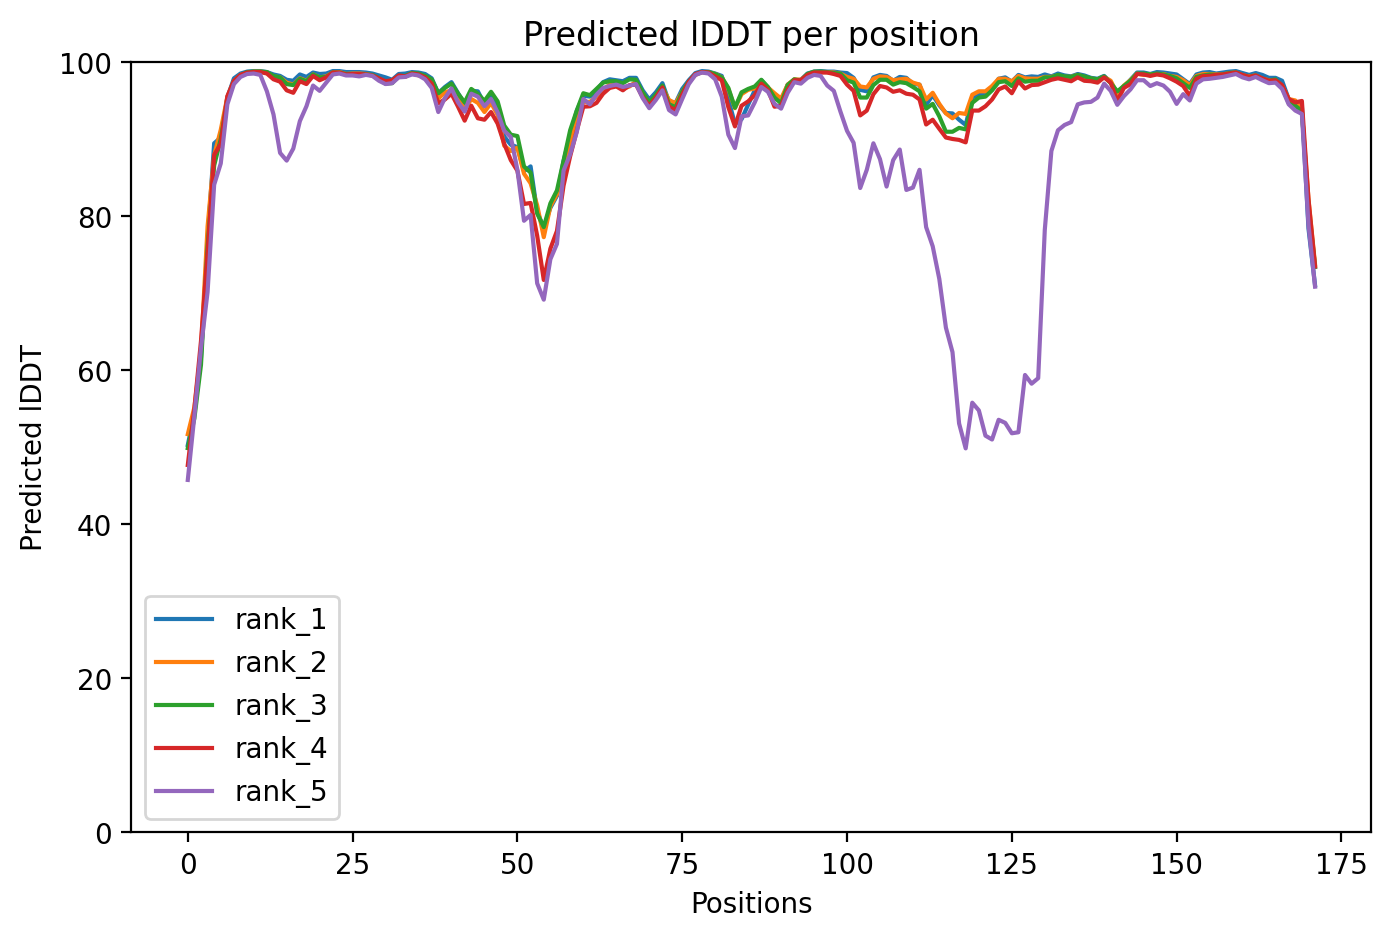 Predicted lDDT per position
100
80
60
40
20
0
Predicted lDDT
rank_1
rank_2
rank_3
rank_4
rank_5
0 25 50 75 100 125 150 175
Positions